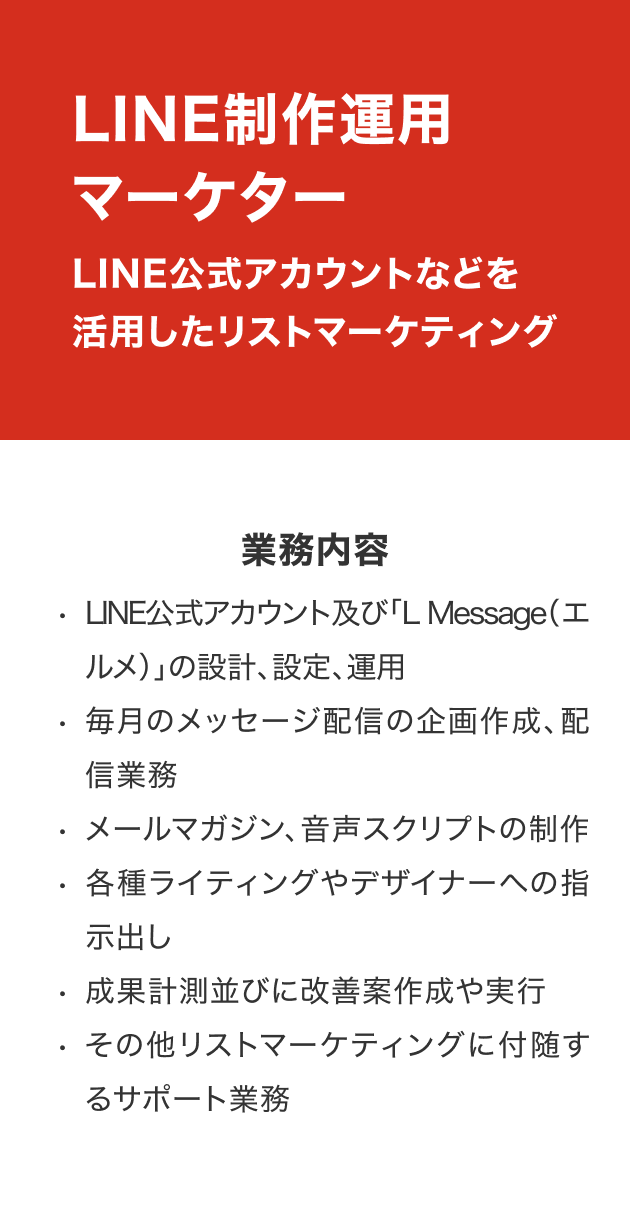 LINE制作運用
マーケター
LINE公式アカウントなどを
活用したリストマーケティング
業務内容
・ LINE公式アカウント及び「L Message（エ
ルメ）」の設計、設定、運用
・ 毎月のメッセージ配信の企画作成、配
信業務
・ メールマガジン、音声スクリプトの制作
・ 各種ライティングやデザイナーへの指
示出し
・ 成果計測並びに改善案作成や実行
・ その他リストマーケティングに付随す
るサポート業務